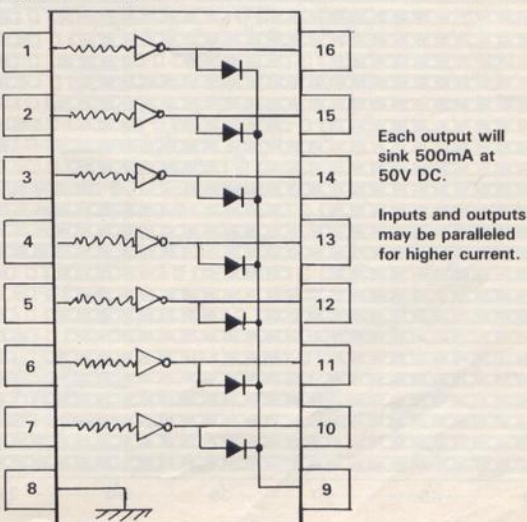 1
16
2
15
3
14
4
13
5
12
6
11
7
10
8
9
Each output will
sink 500mA at
50V DC.
Inputs and outputs
may be paralleled
for higher current.